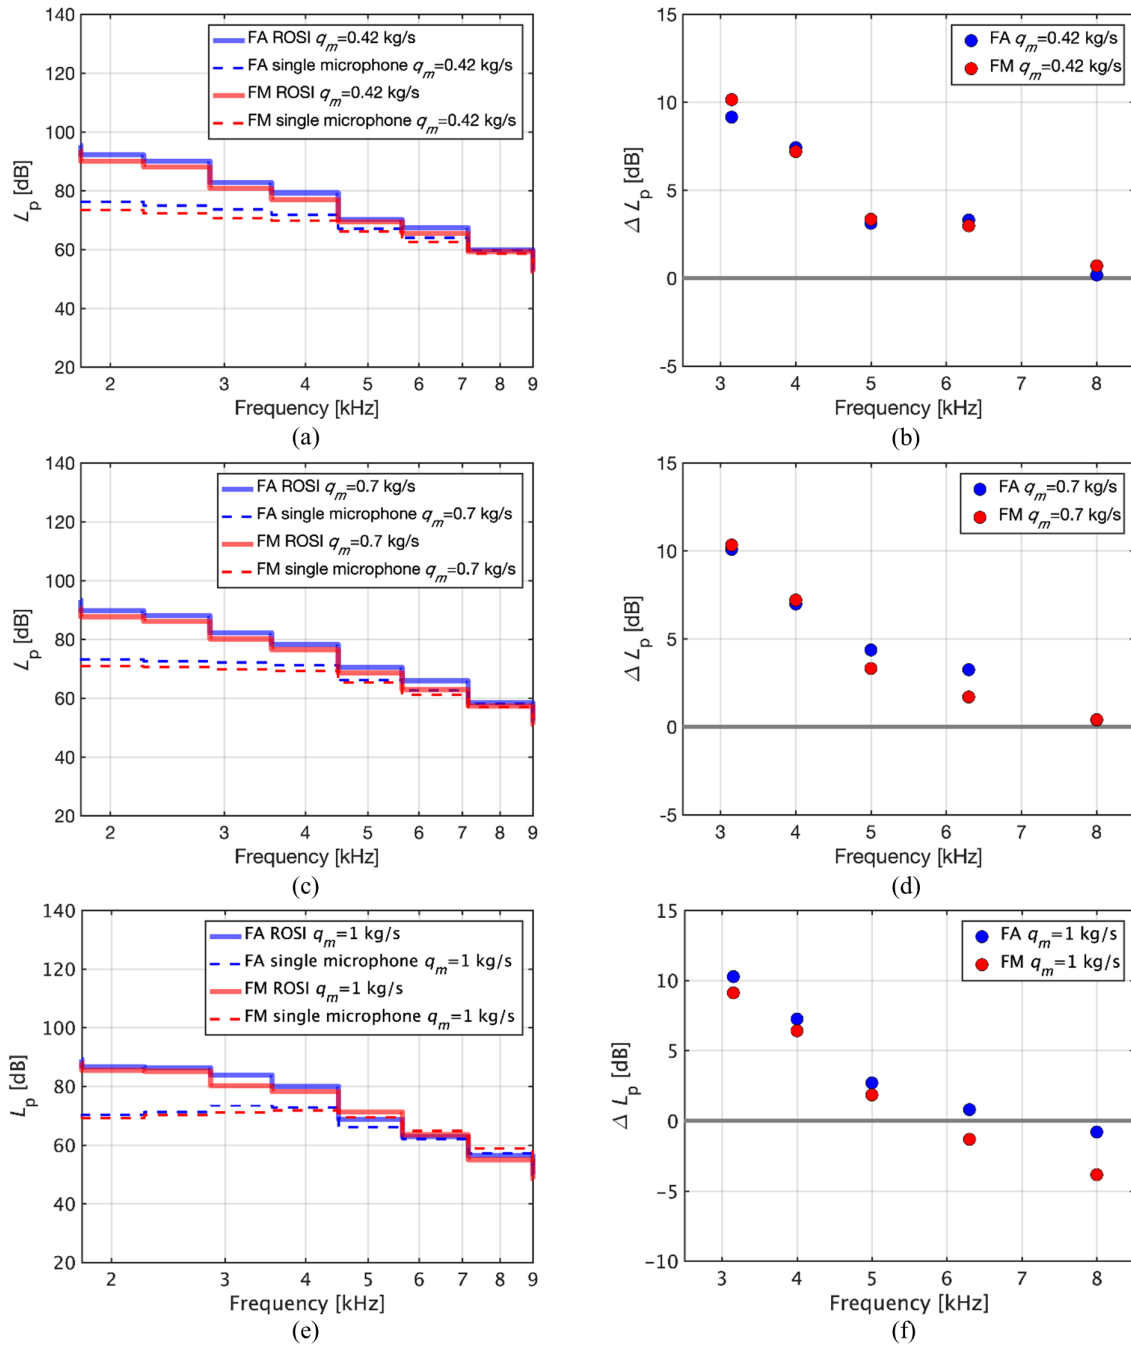 140
120
100
80
60
40
20
L_p [dB]
FA ROSI q_m=0.42 kg/s
FA single microphone q_m=0.42 kg/s
FM ROSI q_m=0.42 kg/s
FM single microphone q_m=0.42 kg/s
2 3 4 5 6 7 8 9
Frequency [kHz]
(a)
15
10
5
0
-5
Δ L_p [dB]
FA q_m=0.42 kg/s
FM q_m=0.42 kg/s
3 4 5 6 7 8
Frequency [kHz]
(b)
140
120
100
80
60
40
20
L_p [dB]
FA ROSI q_m=0.7 kg/s
FA single microphone q_m=0.7 kg/s
FM ROSI q_m=0.7 kg/s
FM single microphone q_m=0.7 kg/s
2 3 4 5 6 7 8 9
Frequency [kHz]
(c)
15
10
5
0
-5
Δ L_p [dB]
FA q_m=0.7 kg/s
FM q_m=0.7 kg/s
3 4 5 6 7 8
Frequency [kHz]
(d)
140
120
100
80
60
40
20
L_p [dB]
FA ROSI q_m=1 kg/s
FA single microphone q_m=1 kg/s
FM ROSI q_m=1 kg/s
FM single microphone q_m=1 kg/s
2 3 4 5 6 7 8 9
Frequency [kHz]
(e)
15
10
5
0
−5
−10
Δ L_p [dB]
FA q_m=1 kg/s
FM q_m=1 kg/s
3 4 5 6 7 8
Frequency [kHz]
(f)